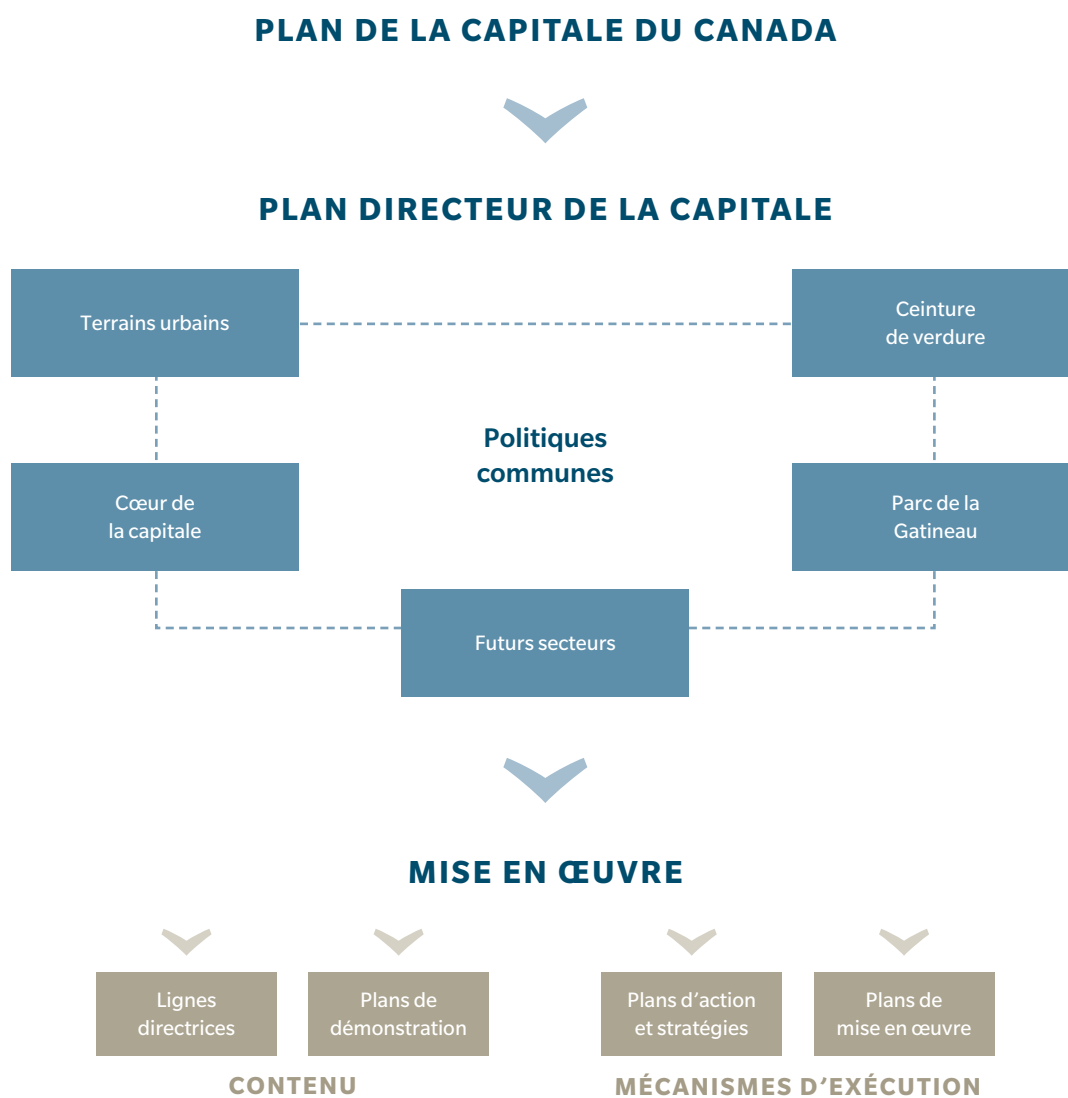 PLAN DE LA CAPITALE DU CANADA
PLAN DIRECTEUR DE LA CAPITALE
Terrains urbains
Ceinture
de verdure
Politiques
communes
Cœur de
la capitale
Parc de la
Gatineau
Futurs secteurs
MISE EN ŒUVRE
Lignes
directrices
Plans de
démonstration
Plans d’action
et stratégies
Plans de
mise en œuvre
CONTENU
MÉCANISMES D’EXÉCUTION